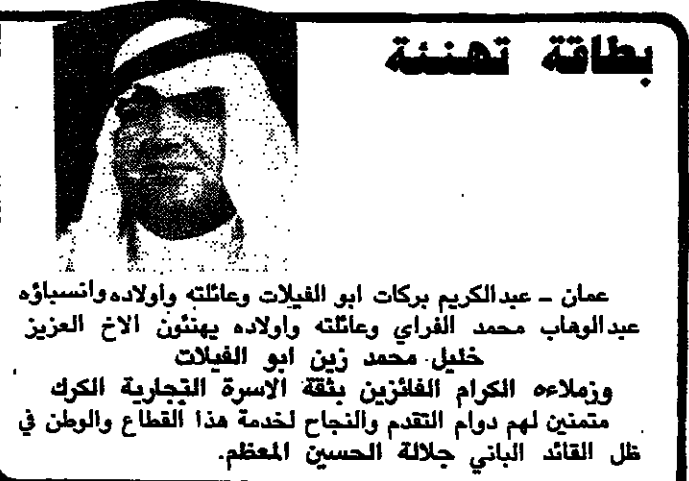 بطاقة تهنئة
عمان - عبدالكريم بركات ابو الفيلات وعائلته وأولاده وانسباؤه
عبدالوهاب محمد الفراي وعائلته واولاده يهنئون الاخ العزيز
خليل محمد زين ابو الفيلات
وزملاءه الكرام الفائزين بثقة الاسرة التجارية الكرك
متمنين لهم دوام التقدم والنجاح لخدمة هذا القطاع والوطن في
ظل القائد الباني جلالة الحسين المعظم.